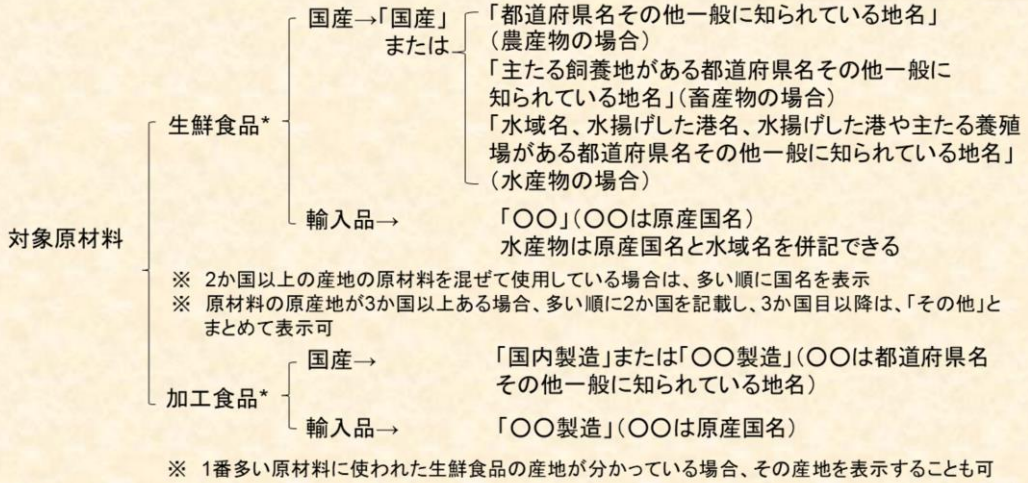 国産→「国産」
または
「都道府県名その他一般に知られている地名」
(農産物の場合)
「主たる飼養地がある都道府県名その他一般に
知られている地名」(畜産物の場合)
「水域名、水揚げした港名、水揚げした港や主たる養殖
場がある都道府県名その他一般に知られている地名」
(水産物の場合)
生鮮食品*
輸入品→
「〇〇」(〇〇は原産国名)
水産物は原産国名と水域名を併記できる
対象原材料
※ 2か国以上の産地の原材料を混ぜて使用している場合は、多い順に国名を表示
※ 原材料の原産地が3か国以上ある場合、多い順に2か国を記載し、3か国目以降は、「その他」と
まとめて表示可
国産→
「国内製造」または「〇〇製造」(〇〇は都道府県名
その他一般に知られている地名)
加工食品*
輸入品→
「〇〇製造」(〇〇は原産国名)
※ 1番多い原材料に使われた生鮮食品の産地が分かっている場合、その産地を表示することも可